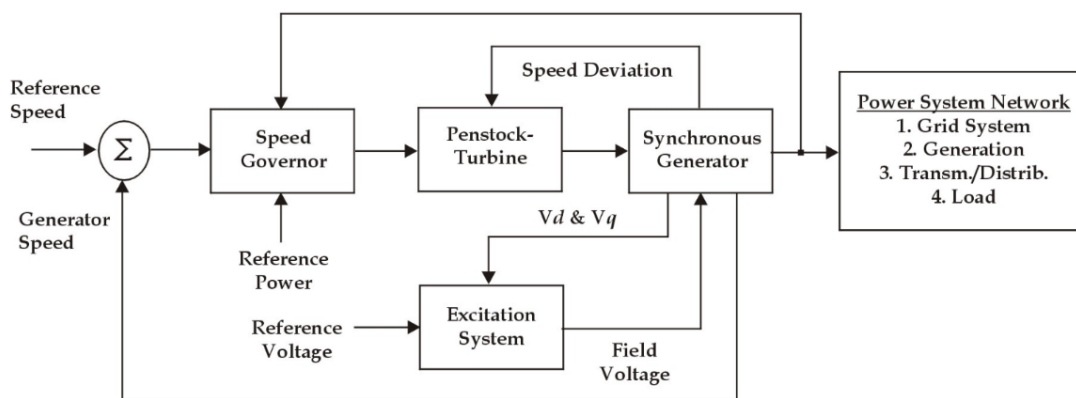 Speed Deviation
Reference
Speed
Σ
Speed
Governor
Penstock-
Turbine
Synchronous
Generator
Power System Network
1. Grid System
2. Generation
3. Transm./Distrib.
4. Load
Generator
Speed
Reference
Power
Vd & Vq
Excitation
System
Reference
Voltage
Field
Voltage